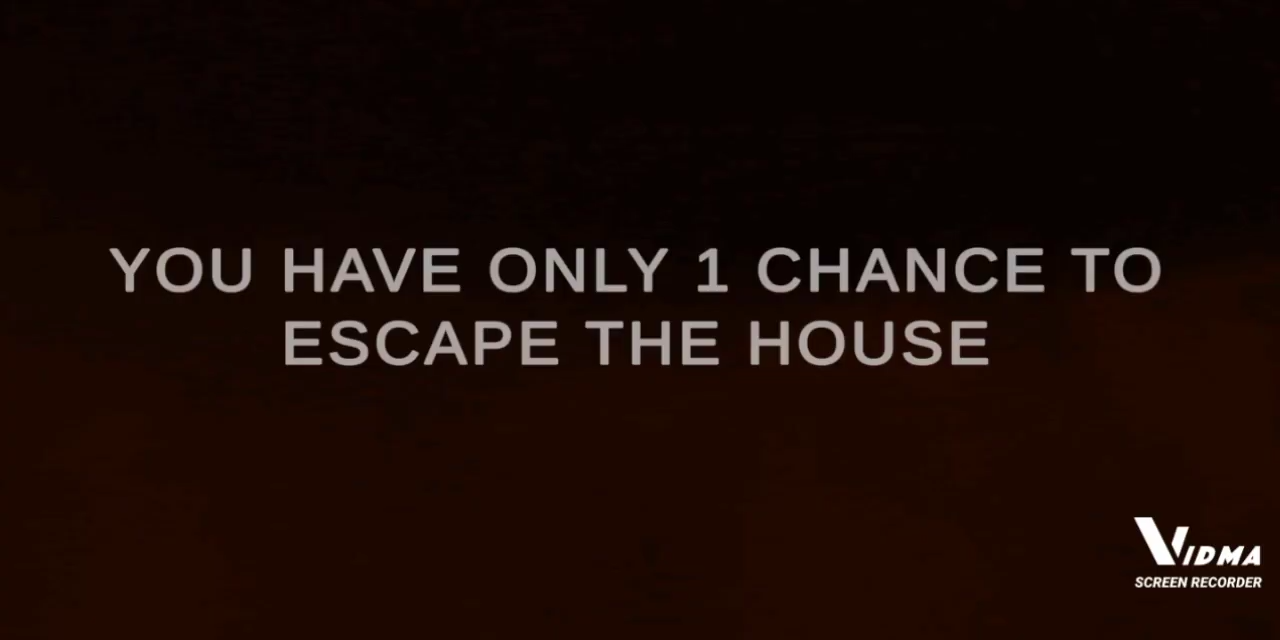 YOU HAVE ONLY 1 CHANCE TO
ESCAPE THE HOUSE
VIDMA
SCREEN RECORDER